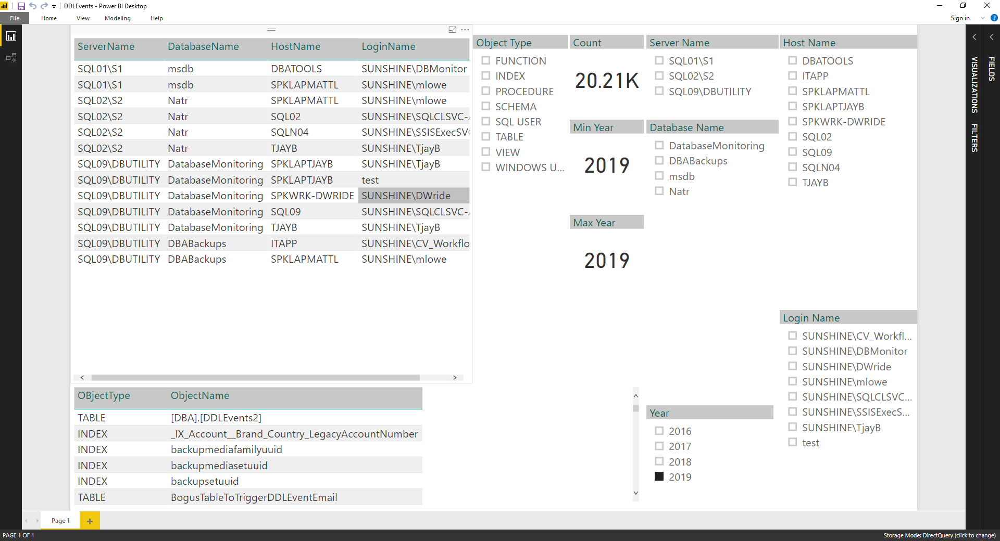 DDLEvents - Power BI Desktop
File Home View Modeling Help Sign in
ServerName DatabaseName HostName LoginName
SQL01\S1 msdb DBATOOLS SUNSHINE\DBMonitor
SQL01\S1 msdb SPKLAPMATTL SUNSHINE\mlowe
SQL02\S2 Natr SPKLAPMATTL SUNSHINE\mlowe
SQL02\S2 Natr SQL02 SUNSHINE\SQLCLSVC-
SQL02\S2 Natr SQLN04 SUNSHINE\SSISExecSV
SQL02\S2 Natr TJAYB SUNSHINE\TjayB
SQL09\DBUTILITY DatabaseMonitoring SPKLAPTJAYB SUNSHINE\TjayB
SQL09\DBUTILITY DatabaseMonitoring SPKLAPTJAYB test
SQL09\DBUTILITY DatabaseMonitoring SPKWRK-DWRIDE SUNSHINE\DWride
SQL09\DBUTILITY DatabaseMonitoring SQL09 SUNSHINE\SQLCLSVC-
SQL09\DBUTILITY DatabaseMonitoring TJAYB SUNSHINE\TjayB
SQL09\DBUTILITY DBABackups ITAPP SUNSHINE\CV_Workflo
SQL09\DBUTILITY DBABackups SPKLAPMATTL SUNSHINE\mlowe
OBjectType ObjectName
TABLE [DBA].[DDLEvents2]
INDEX _IX_Account__Brand_Country_LegacyAccountNumber
INDEX backupmediafamilyuuid
INDEX backupmediasetuuid
INDEX backupsetuuid
TABLE BogusTableToTriggerDDLEventEmail
Object Type
FUNCTION
INDEX
PROCEDURE
SCHEMA
SQL USER
TABLE
VIEW
WINDOWS U...
Count
20.21K
Min Year
2019
Max Year
2019
Server Name
SQL01\S1
SQL02\S2
SQL09\DBUTILITY
Database Name
DatabaseMonitoring
DBABackups
msdb
Natr
Year
2016
2017
2018
2019
Host Name
DBATOOLS
ITAPP
SPKLAPMATTL
SPKLAPTJAYB
SPKWRK-DWRIDE
SQL02
SQL09
SQLN04
TJAYB
Login Name
SUNSHINE\CV_Workfl...
SUNSHINE\DBMonitor
SUNSHINE\DWride
SUNSHINE\mlowe
SUNSHINE\SQLCLSVC...
SUNSHINE\SSISExecS...
SUNSHINE\TjayB
test
VISUALIZATIONS
FILTERS
FIELDS
Page 1
PAGE 1 OF 1
Storage Mode: DirectQuery (click to change)